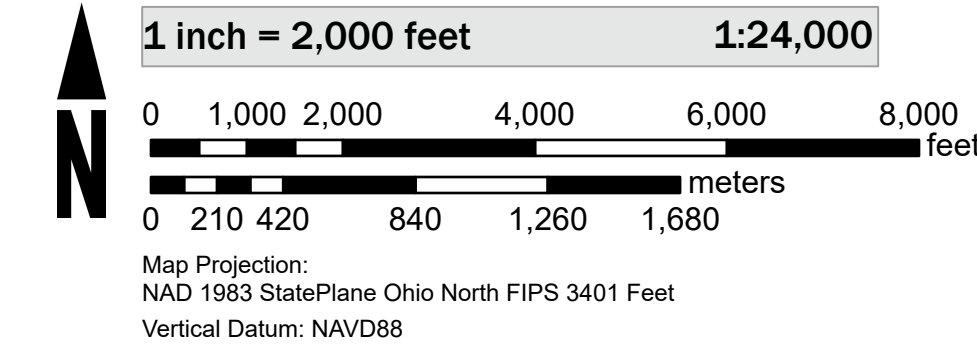 1 inch = 2,000 feet 1:24,000
0 1,000 2,000 4,000 6,000 8,000
feet
N
meters
0 210 420 840 1,260 1,680
Map Projection:
NAD 1983 StatePlane Ohio North FIPS 3401 Feet
Vertical Datum: NAVD88